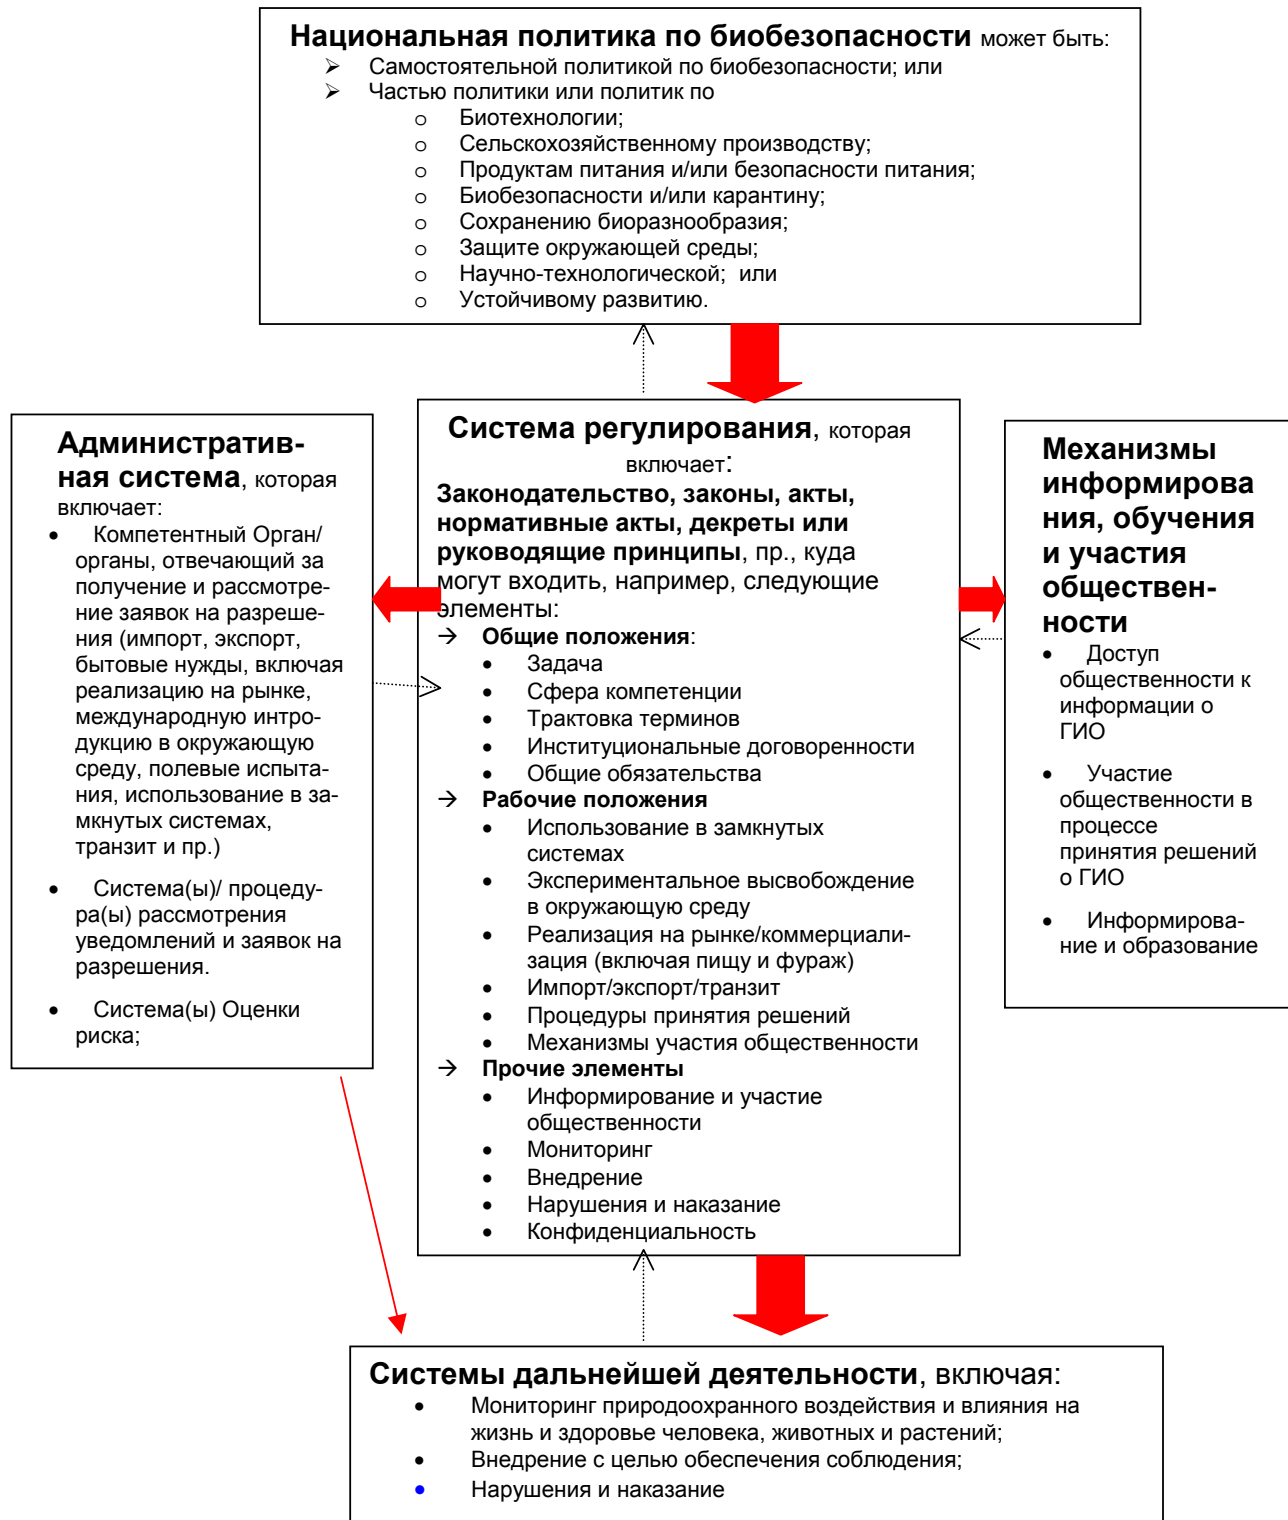 Национальная политика по биобезопасности может быть:
➢ Самостоятельной политикой по биобезопасности; или
➢ Частью политики или политик по
o Биотехнологии;
o Сельскохозяйственному производству;
o Продуктам питания и/или безопасности питания;
o Биобезопасности и/или карантину;
o Сохранению биоразнообразия;
o Защите окружающей среды;
o Научно-технологической; или
o Устойчивому развитию.
Административ-
ная система, которая
включает:
• Компетентный Орган/
органы, отвечающий за
получение и рассмотре-
ние заявок на разреше-
ния (импорт, экспорт,
бытовые нужды, включая
реализацию на рынке,
международную интро-
дукцию в окружающую
среду, полевые испыта-
ния, использование в за-
мкнутых системах,
транзит и пр.)
• Система(ы)/ процеду-
ра(ы) рассмотрения
уведомлений и заявок на
разрешения.
• Система(ы) Оценки
риска;
Система регулирования, которая
включает:
Законодательство, законы, акты,
нормативные акты, декреты или
руководящие принципы, пр., куда
могут входить, например, следующие
элементы:
→ Общие положения:
• Задача
• Сфера компетенции
• Трактовка терминов
• Институциональные договоренности
• Общие обязательства
→ Рабочие положения
• Использование в замкнутых
системах
• Экспериментальное высвобождение
в окружающую среду
• Реализация на рынке/коммерциали-
зация (включая пищу и фураж)
• Импорт/экспорт/транзит
• Процедуры принятия решений
• Механизмы участия общественности
→ Прочие элементы
• Информирование и участие
общественности
• Мониторинг
• Внедрение
• Нарушения и наказание
• Конфиденциальность
Механизмы
информирова
ния, обучения
и участия
обществен-
ности
• Доступ
общественности к
информации о
ГИО
• Участие
общественности в
процессе
принятия решений
о ГИО
• Информирова-
ние и образование
Системы дальнейшей деятельности, включая:
• Мониторинг природоохранного воздействия и влияния на
жизнь и здоровье человека, животных и растений;
• Внедрение с целью обеспечения соблюдения;
• Нарушения и наказание